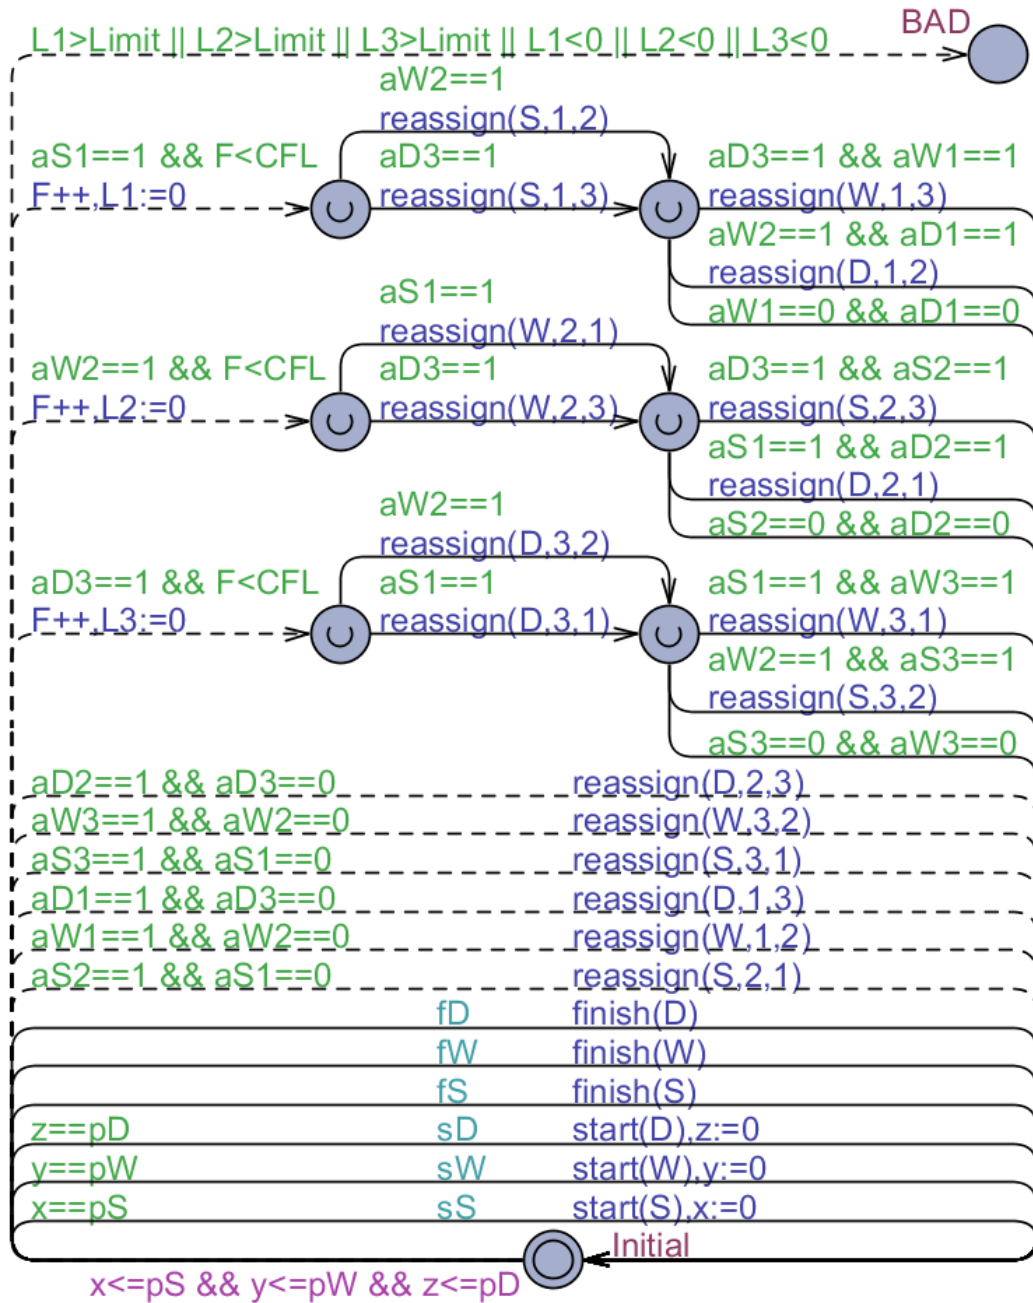 BAD
L1>Limit || L2>Limit || L3>Limit || L1<0 || L2<0 || L3<0
aW2==1
reassign(S,1,2)
aS1==1 && F<CFL
aD3==1
aD3==1 && aW1==1
F++,L1:=0
reassign(S,1,3)
reassign(W,1,3)
aW2==1 && aD1==1
reassign(D,1,2)
aS1==1
aW1==0 && aD1==0
reassign(W,2,1)
aW2==1 && F<CFL
aD3==1
aD3==1 && aS2==1
F++,L2:=0
reassign(W,2,3)
reassign(S,2,3)
aS1==1 && aD2==1
reassign(D,2,1)
aW2==1
aS2==0 && aD2==0
reassign(D,3,2)
aD3==1 && F<CFL
aS1==1
aS1==1 && aW3==1
F++,L3:=0
reassign(D,3,1)
reassign(W,3,1)
aW2==1 && aS3==1
reassign(S,3,2)
aS3==0 && aW3==0
aD2==1 && aD3==0 reassign(D,2,3)
aW3==1 && aW2==0 reassign(W,3,2)
aS3==1 && aS1==0 reassign(S,3,1)
aD1==1 && aD3==0 reassign(D,1,3)
aW1==1 && aW2==0 reassign(W,1,2)
aS2==1 && aS1==0 reassign(S,2,1)
fD finish(D)
fW finish(W)
fS finish(S)
z==pD sD start(D),z:=0
y==pW sW start(W),y:=0
x==pS sS start(S),x:=0
Initial
x<=pS && y<=pW && z<=pD